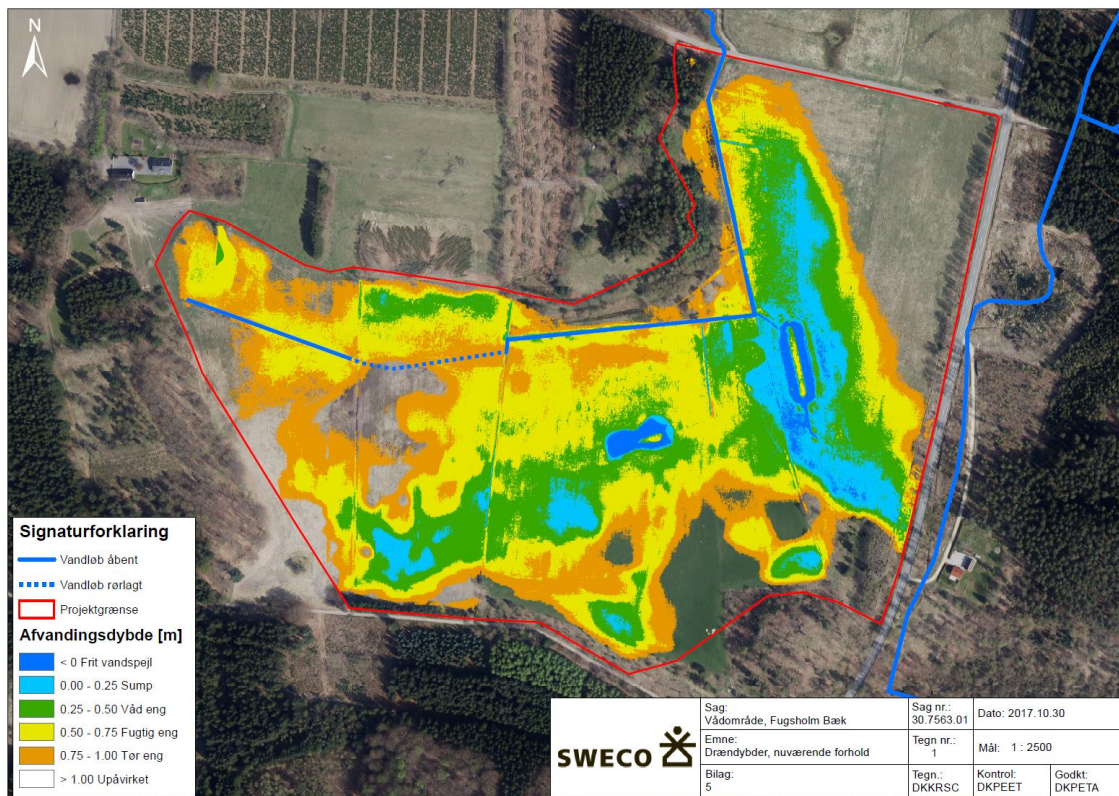 N
Signaturforklaring
Vandløb åbent
Vandløb rørlagt
Projektgrænse
Afvandingsdybde [m]
< 0 Frit vandspejl
0.00 - 0.25 Sump
0.25 - 0.50 Våd eng
0.50 - 0.75 Fugtig eng
0.75 - 1.00 Tør eng
> 1.00 Upåvirket
SWECO
Sag:
Vådområde, Fugsholm Bæk
Sag nr.:
30.7563.01
Dato: 2017.10.30
Emne:
Drændybder, nuværende forhold
Tegn nr.:
1
Mål: 1 : 2500
Bilag:
5
Tegn.:
DKKRSC
Kontrol:
DKPEET
Godkt:
DKPETA